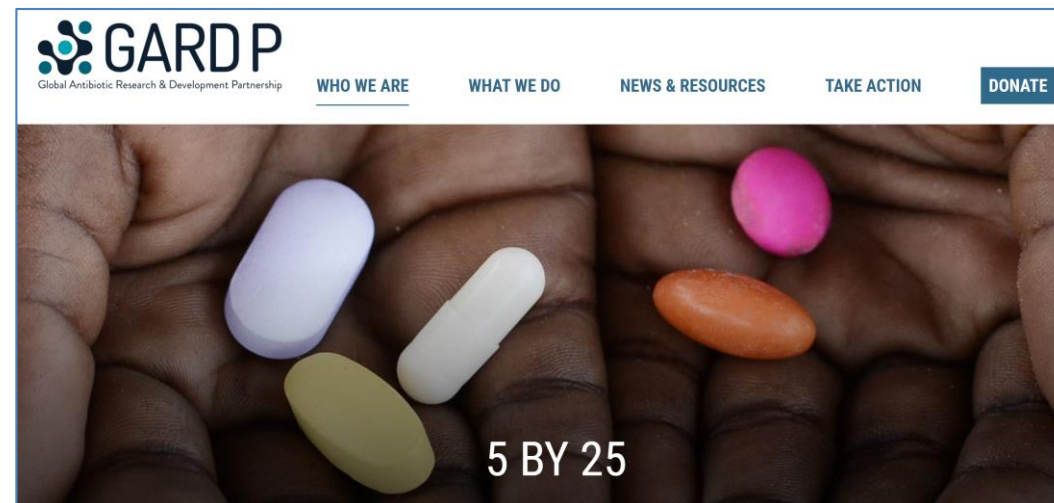 GARDP
Global Antibiotic Research & Development Partnership
WHO WE ARE
WHAT WE DO
NEWS & RESOURCES
TAKE ACTION
DONATE
5 BY 25